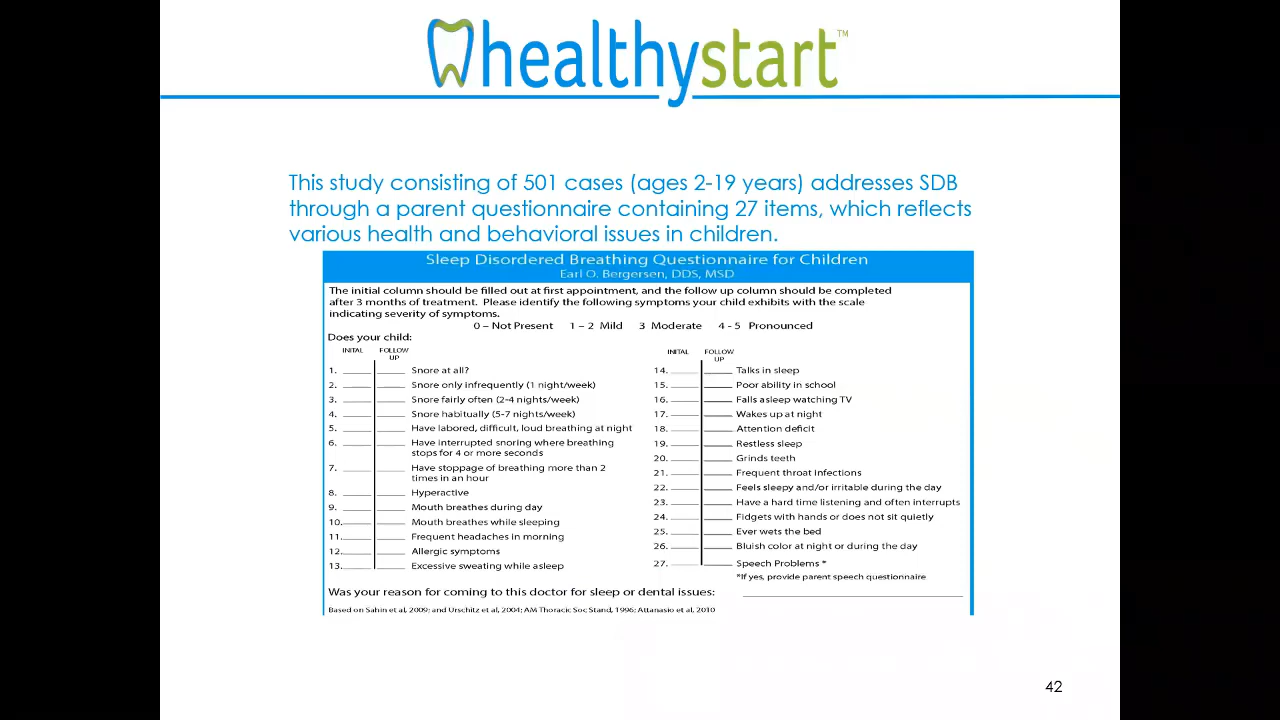 healthystart™
This study consisting of 501 cases (ages 2-19 years) addresses SDB
through a parent questionnaire containing 27 items, which reflects
various health and behavioral issues in children.
Sleep Disordered Breathing Questionnaire for Children
Earl O. Bergersen, DDS, MSD
The initial column should be filled out at first appointment, and the follow up column should be completed
after 3 months of treatment. Please identify the following symptoms your child exhibits with the scale
indicating severity of symptoms.
0 – Not Present 1 – 2 Mild 3 Moderate 4 - 5 Pronounced
Does your child:
INITAL FOLLOW UP
1. Snore at all?
2. Snore only infrequently (1 night/week)
3. Snore fairly often (2-4 nights/week)
4. Snore habitually (5-7 nights/week)
5. Have labored, difficult, loud breathing at night
6. Have interrupted snoring where breathing
stops for 4 or more seconds
7. Have stoppage of breathing more than 2
times in an hour
8. Hyperactive
9. Mouth breathes during day
10. Mouth breathes while sleeping
11. Frequent headaches in morning
12. Allergic symptoms
13. Excessive sweating while asleep
INITAL FOLLOW UP
14. Talks in sleep
15. Poor ability in school
16. Falls asleep watching TV
17. Wakes up at night
18. Attention deficit
19. Restless sleep
20. Grinds teeth
21. Frequent throat infections
22. Feels sleepy and/or irritable during the day
23. Have a hard time listening and often interrupts
24. Fidgets with hands or does not sit quietly
25. Ever wets the bed
26. Bluish color at night or during the day
27. Speech Problems *
*If yes, provide parent speech questionnaire
Was your reason for coming to this doctor for sleep or dental issues:
Based on Sahin et al, 2009; and Urschitz et al, 2004; AM Thoracic Soc Stand, 1996; Attanasio et al, 2010
42